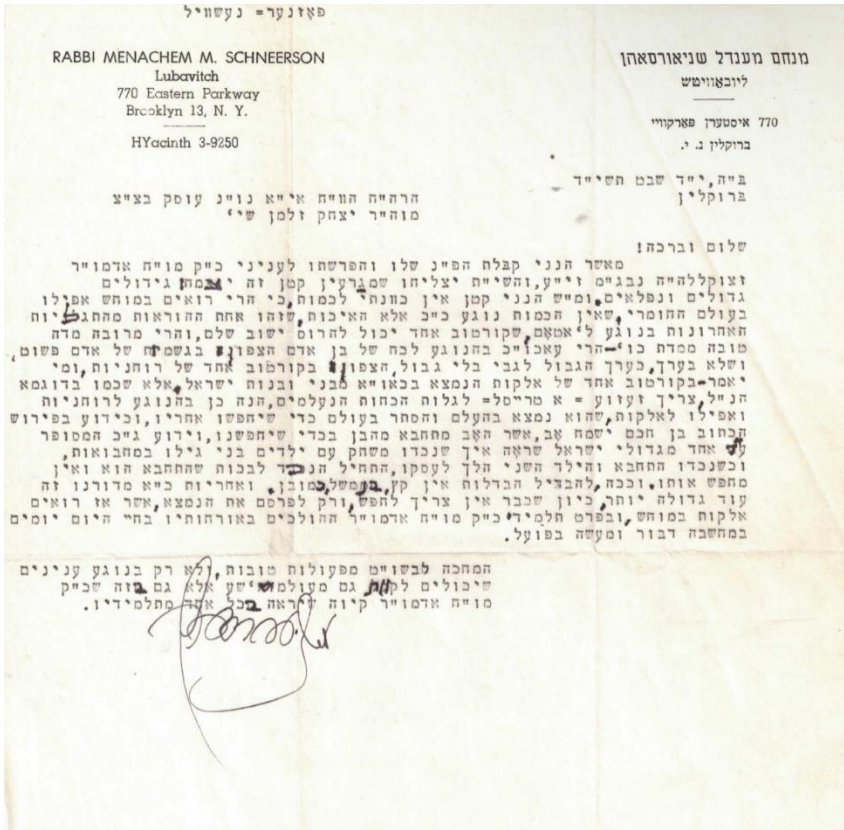 פאזנער= נעשוויל
RABBI MENACHEM M. SCHNEERSON
Lubavitch
770 Eastern Parkway
Brooklyn 13, N. Y.
HYacinth 3-9250
מנחם מענדל שניאורסאהן
ליובאוויטש
770 איסטערן פארקוויי
ברוקלין נ. י.
ב"ה, י"ד שבט תשי"ד
ברוקלין
הרה"ח הוו"ח אי"א נו"נ עוסק בצ"צ
מוה"ר יצחק זלמן שי'
שלום וברכה!
מאשר הנני קבלת הפ"נ שלו והפרשתו לעניני כ"ק מו"ח אדמו"ר
זצוקללה"ה נבג"מ זי"ע, והשי"ת יצליחו שמגרעין קטן זה יצמחו גידולים
גדולים ונפלאים. ומ"ש הנני קטן אין כוונתי לכמות, כי הרי רואים במוחש אפילו
בעולם החומרי, שאין הכמות נוגע כ"כ אלא האיכות, שזהו אחת ההוראות מהתגליות
האחרונות בנוגע ל'אטאם, שקורטוב אחד יכול להרוס ישוב שלם, והרי מרובה מדה
טובה ממדת כו' - הרי עאכו"כ בהנוגע לכח של בן אדם הצפון בגשמיות של אדם פשוט,
ושלא בערך, כערך הגבול לגבי בלי גבול, הצפון בקורטוב אחד של רוחניות, ומי
יאמר-בקורטוב אחד של אלקות הנמצא בכאו"א מבני ובנות ישראל. אלא שכמו בדוגמא
הנ"ל, צריך זעזוע = א טרייסל= לגלות הכחות הנעלמים, הנה כן בהנוגע לרוחניות
ואפילו לאלקות, שהוא נמצא בהעלם והסתר בעולם כדי שיחפשו אחריו, וכידוע בפירוש
הכתוב בן חכם ישמח אב, אשר האב מתחבא מהבן בכדי שיחפשנו, וידוע ג"כ המסופר
ע"ד אחד מגדולי ישראל שראה איך שנכדו משחק עם ילדים בני גילו במחבואות,
וכשנכדו התחבא והילד השני הלך לעסקו, התחיל הנכד לבכות שהתחבא הוא ואין
מחפש אותו. וככה, להבדיל הבדלות אין קץ, בנמשל, כמובן. ואחריות כ"א מדורנו זה
עוד גדולה יותר, כיון שכבר אין צריך לחפש, ורק לפרסם את הנמצא, אשר אז רואים
אלקות במוחש, ובפרט תלמידי כ"ק מו"ח אדמו"ר ההולכים באורחותיו בחיי היום יומים
במחשבה דבור ומעשה בפועל.
המחכה לבשו"ט מפעולות טובות, ולא רק בנוגע ענינים
שיכולים גם אלא גם בזה שכ"ק
מו"ח אדמו"ר קיוה שיראה בכל אחד מתלמידיו.